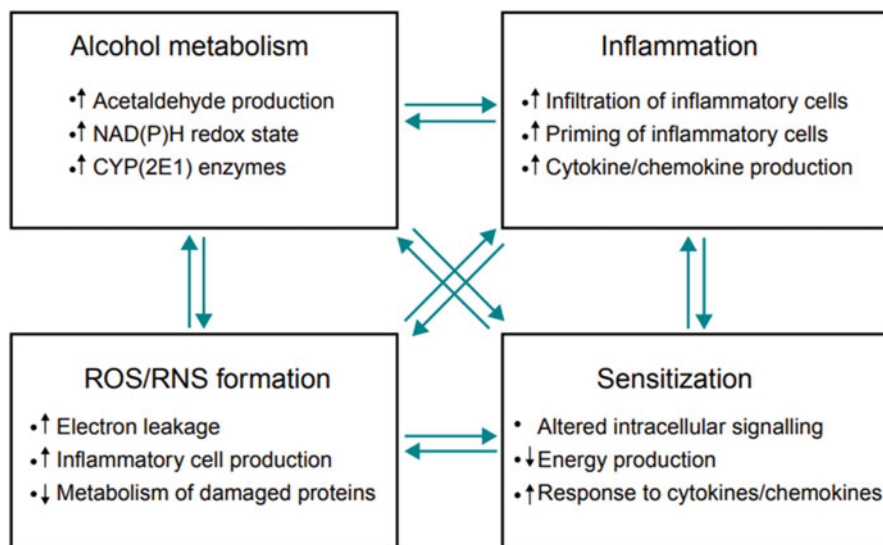 Alcohol metabolism
•↑ Acetaldehyde production
•↑ NAD(P)H redox state
•↑ CYP(2E1) enzymes
Inflammation
•↑ Infiltration of inflammatory cells
•↑ Priming of inflammatory cells
•↑ Cytokine/chemokine production
ROS/RNS formation
•↑ Electron leakage
•↑ Inflammatory cell production
•↓ Metabolism of damaged proteins
Sensitization
• Altered intracellular signalling
•↓ Energy production
•↑ Response to cytokines/chemokines